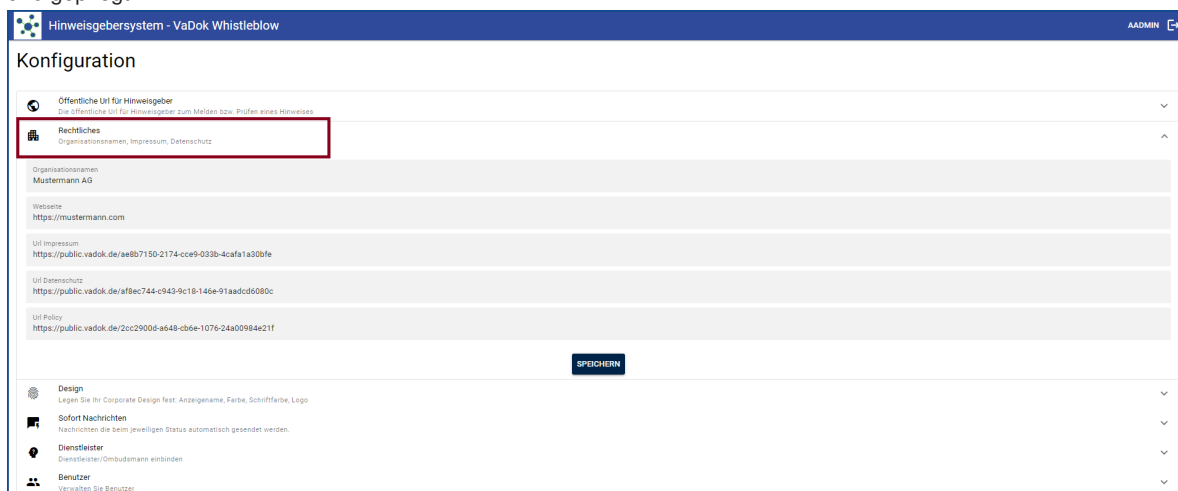 Hinweisgebersystem - VaDok Whistleblow
AADMIN
Konfiguration
Öffentliche Url für Hinweisgeber
Die öffentliche Url für Hinweisgeber zum Melden bzw. Prüfen eines Hinweises
Rechtliches
Organisationsnamen, Impressum, Datenschutz
Organisationsnamen
Mustermann AG
Webseite
https://mustermann.com
Url Impressum
https://public.vadok.de/ae8b7150-2174-cce9-033b-4cafa1a30bfe
Url Datenschutz
https://public.vadok.de/af8ec744-c943-9c18-146e-91aadcd6080c
Url Policy
https://public.vadok.de/2cc2900d-a648-cb6e-1076-24a00984e21f
SPEICHERN
Design
Legen Sie Ihr Corporate Design fest: Anzeigename, Farbe, Schriftfarbe, Logo
Sofort Nachrichten
Nachrichten die beim jeweiligen Status automatisch gesendet werden.
Dienstleister
Dienstleister/Ombudsmann einbinden
Benutzer
Verwalten Sie Benutzer